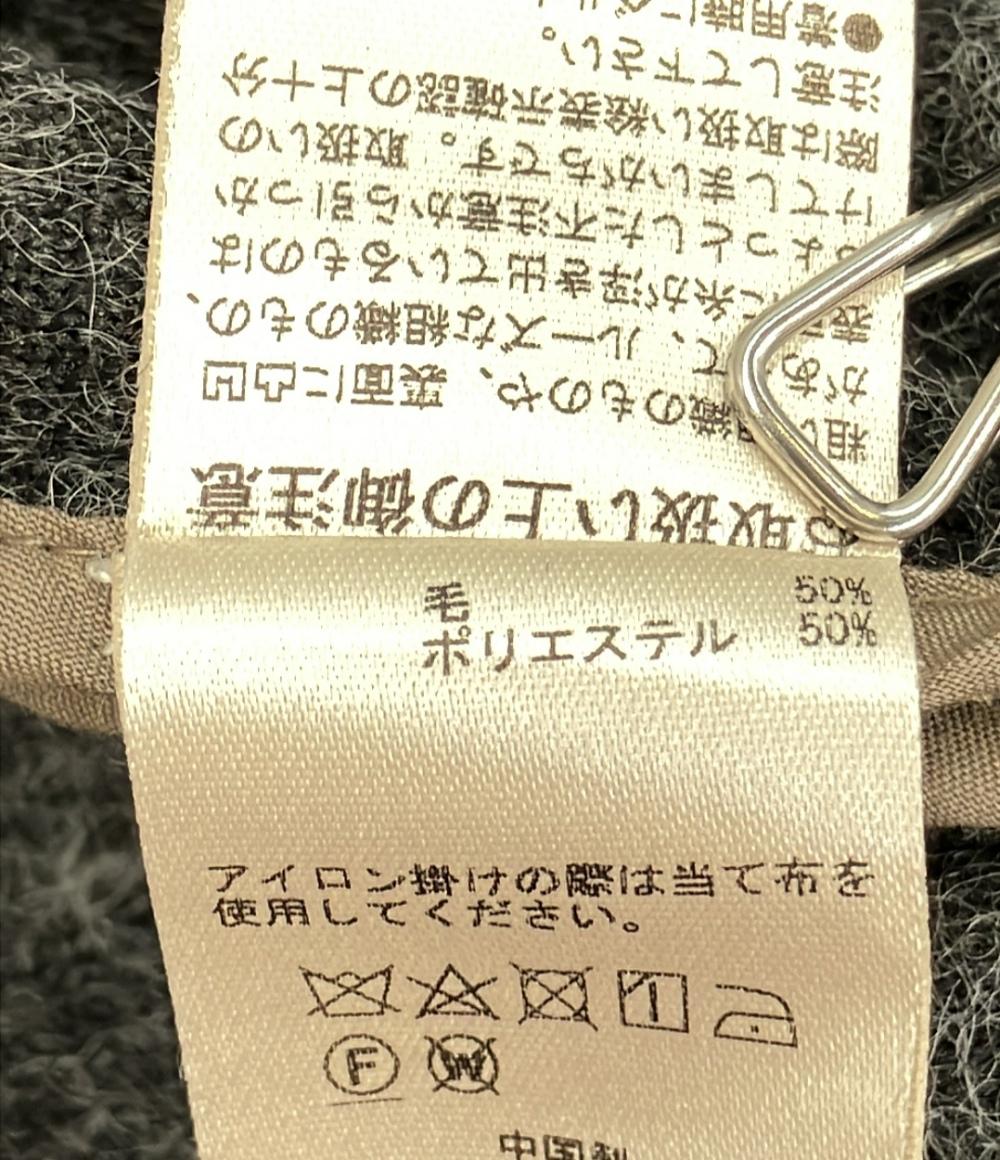 お取扱い上の御注意
粗い組織のものや、表面に凸凹
があ て、ルーズな組織のもの、
表 に糸が浮き出ているものは
ちょっとした不注意から引っか
けてしまいがちです。取扱いの
際は取扱い絵表示確認の上十分
注意して下さい。
●着用時に
毛 50%
ポリエステル 50%
アイロン掛けの際は当て布を
使用してください。
F W
中国製